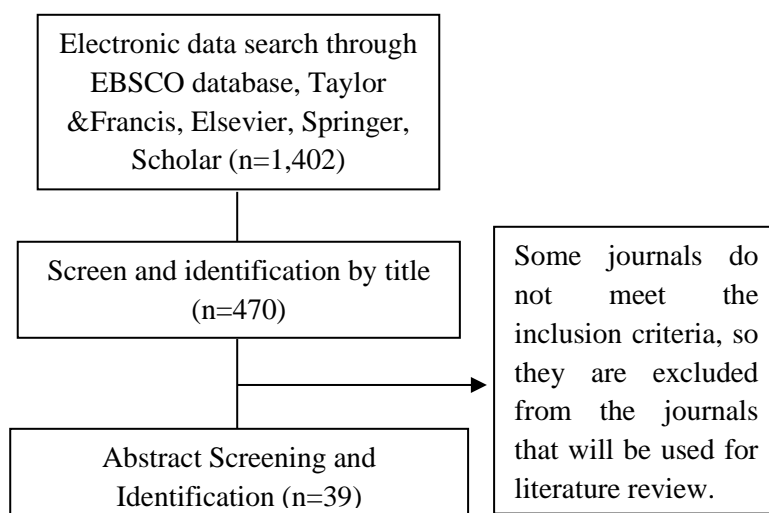 Electronic data search through
EBSCO database, Taylor
&Francis, Elsevier, Springer,
Scholar (n=1,402)
Screen and identification by title
(n=470)
Some journals do
not meet the
inclusion criteria, so
they are excluded
from the journals
that will be used for
literature review.
Abstract Screening and
Identification (n=39)